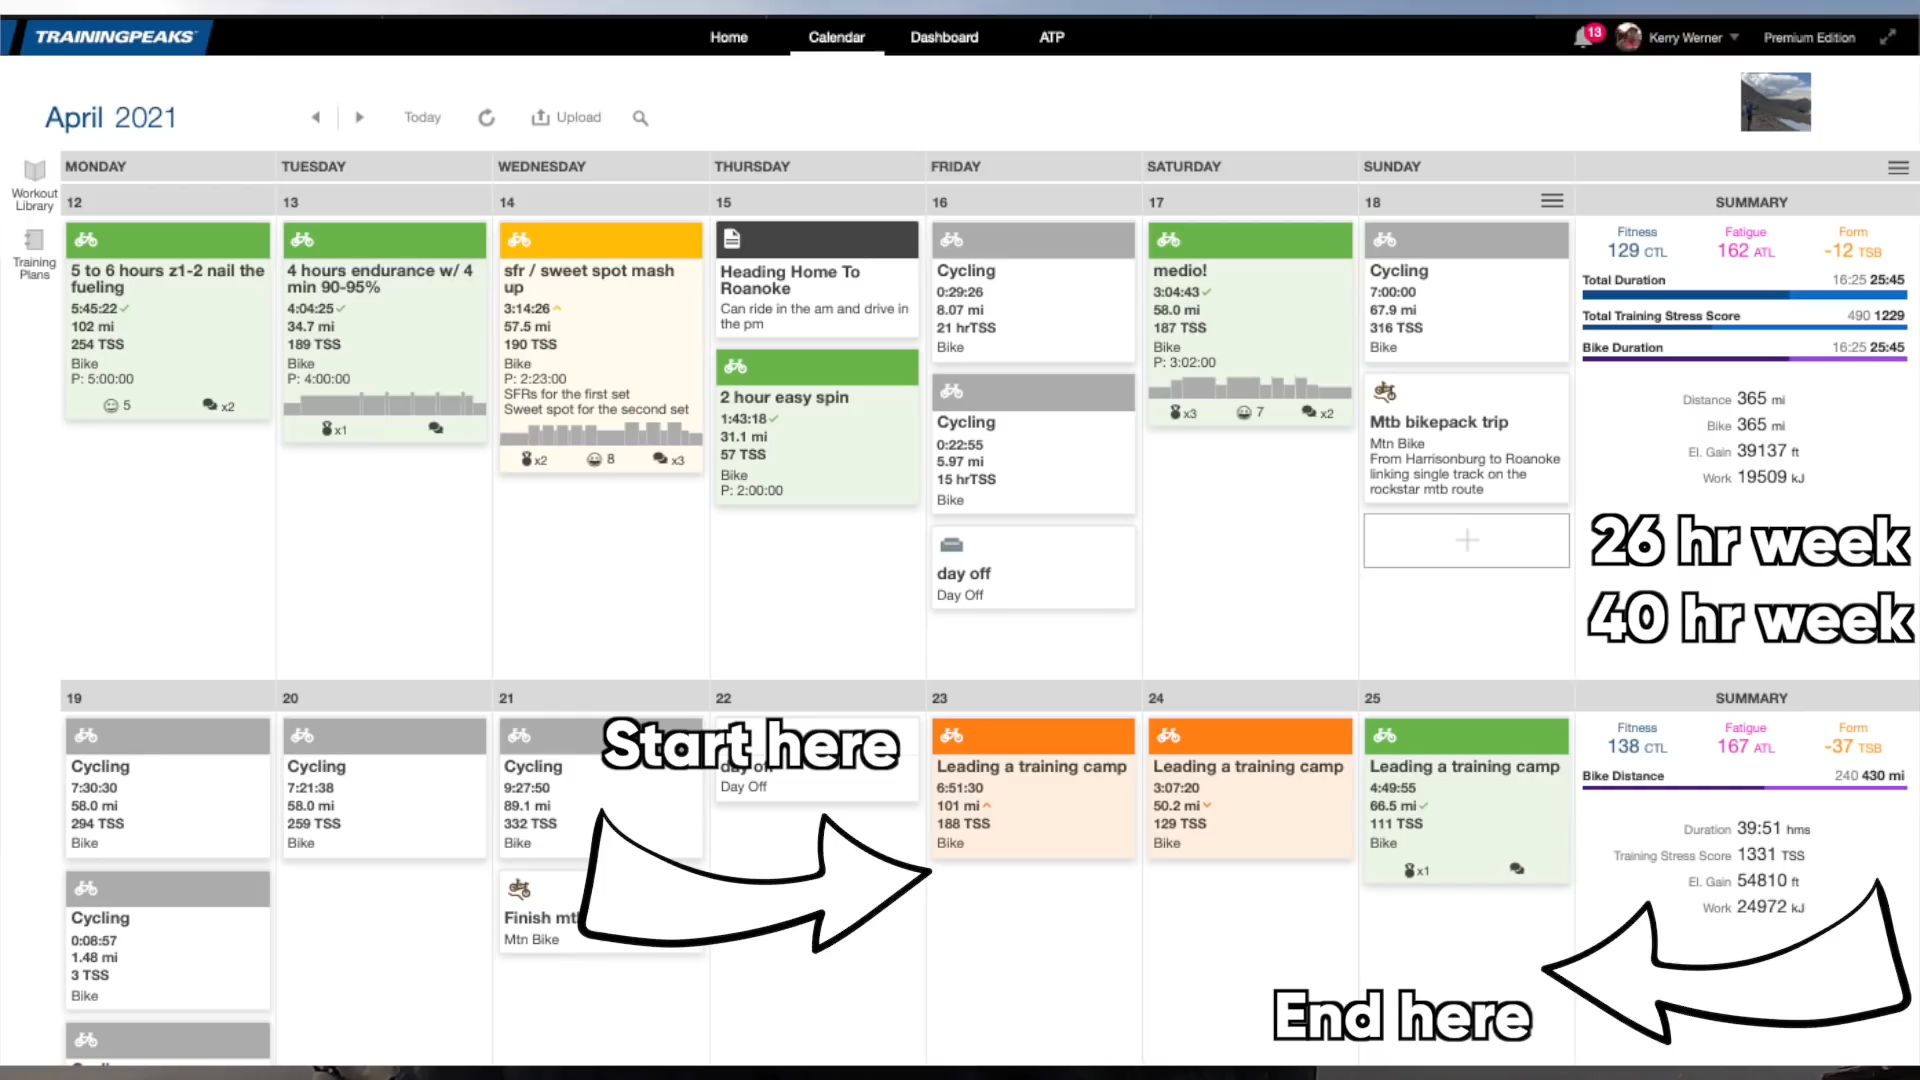 TRAININGPEAKS
Home
Calendar
Dashboard
ATP
13
Kerry Werner
Premium Edition
April 2021
Today
Upload
Workout
Library
Training
Plans
MONDAY
TUESDAY
WEDNESDAY
THURSDAY
FRIDAY
SATURDAY
SUNDAY
12
13
14
15
16
17
18
SUMMARY
5 to 6 hours z1-2 nail the
fueling
5:45:22
102 mi
254 TSS
Bike
P: 5:00:00
5
x2
4 hours endurance w/ 4
min 90-95%
4:04:25
34.7 mi
189 TSS
Bike
P: 4:00:00
x1
sfr / sweet spot mash
up
3:14:26
57.5 mi
190 TSS
Bike
P: 2:23:00
SFRs for the first set
Sweet spot for the second set
x2
8
x3
Heading Home To
Roanoke
Can ride in the am and drive in
the pm
2 hour easy spin
1:43:18
31.1 mi
57 TSS
Bike
P: 2:00:00
Cycling
0:29:26
8.07 mi
21 hrTSS
Bike
Cycling
0:22:55
5.97 mi
15 hrTSS
Bike
day off
Day Off
medio!
3:04:43
58.0 mi
187 TSS
Bike
P: 3:02:00
x3
7
x2
Cycling
7:00:00
67.9 mi
316 TSS
Bike
Mtb bikepack trip
Mtn Bike
From Harrisonburg to Roanoke
linking single track on the
rockstar mtb route
Fitness
129 CTL
Fatigue
162 ATL
Form
-12 TSB
Total Duration 16:25 25:45
Total Training Stress Score 490 1229
Bike Duration 16:25 25:45
Distance 365 mi
Bike 365 mi
El. Gain 39137 ft
Work 19509 kJ
26 hr week
40 hr week
19
20
21
22
23
24
25
SUMMARY
Cycling
7:30:30
58.0 mi
294 TSS
Bike
Cycling
0:08:57
1.48 mi
3 TSS
Bike
Cycling
7:21:38
58.0 mi
259 TSS
Bike
Cycling
9:27:50
89.1 mi
332 TSS
Bike
Finish mt
Mtn Bike
Start here
day off
Day Off
Leading a training camp
6:51:30
101 mi
188 TSS
Bike
Leading a training camp
3:07:20
50.2 mi
129 TSS
Bike
Leading a training camp
4:49:55
66.5 mi
111 TSS
Bike
x1
Fitness
138 CTL
Fatigue
167 ATL
Form
-37 TSB
Bike Distance 240 430 mi
Duration 39:51 hms
Training Stress Score 1331 TSS
El. Gain 54810 ft
Work 24972 kJ
End here